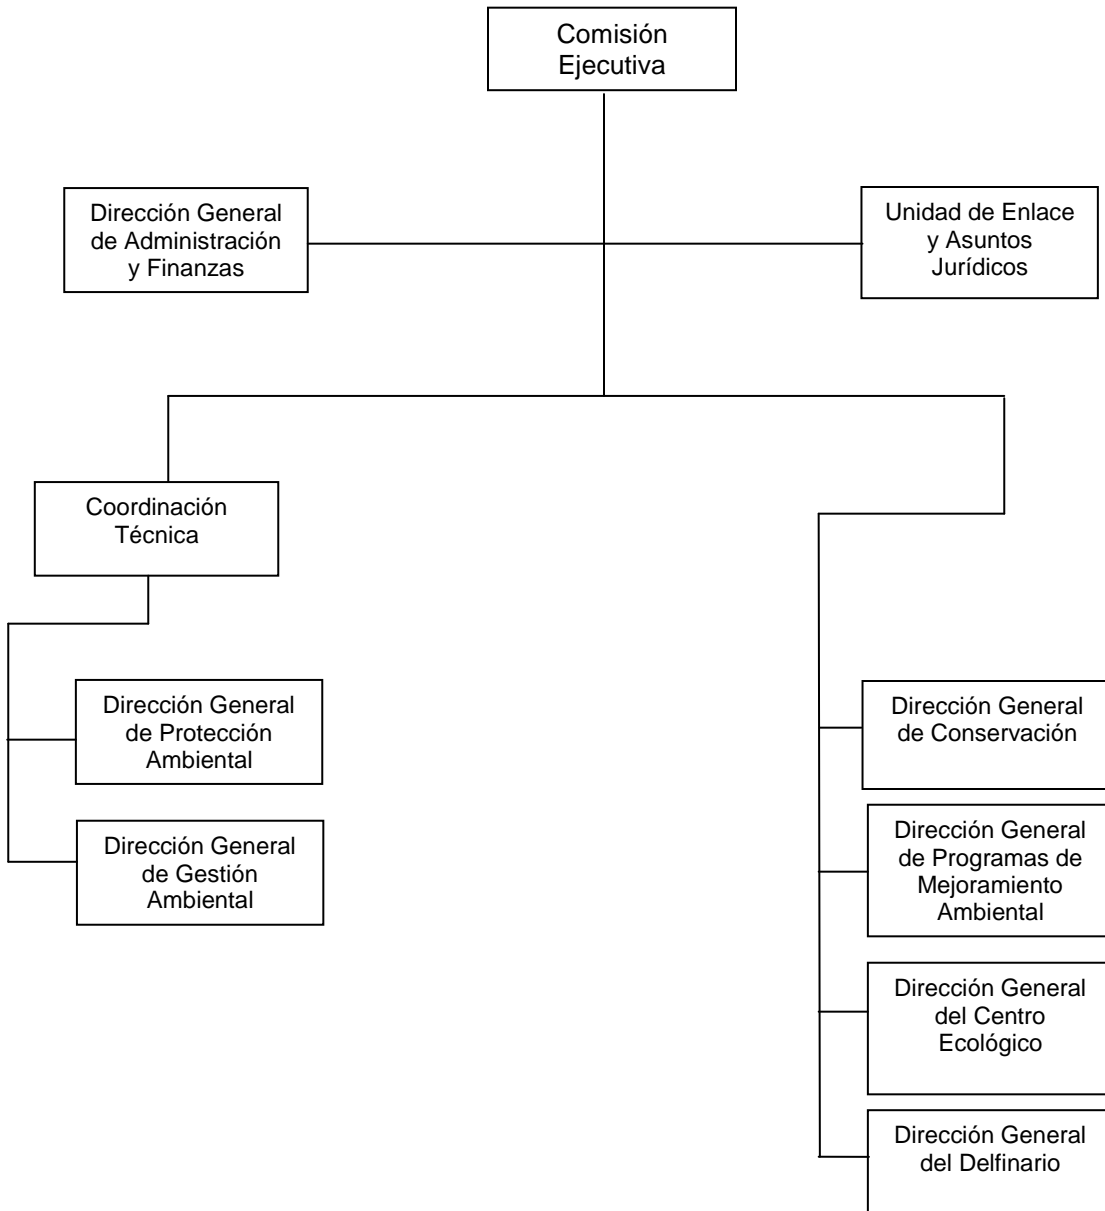 Comisión
Ejecutiva
Dirección General
de Administración
y Finanzas
Unidad de Enlace
y Asuntos
Jurídicos
Coordinación
Técnica
Dirección General
de Protección
Ambiental
Dirección General
de Gestión
Ambiental
Dirección General
de Conservación
Dirección General
de Programas de
Mejoramiento
Ambiental
Dirección General
del Centro
Ecológico
Dirección General
del Delfinario